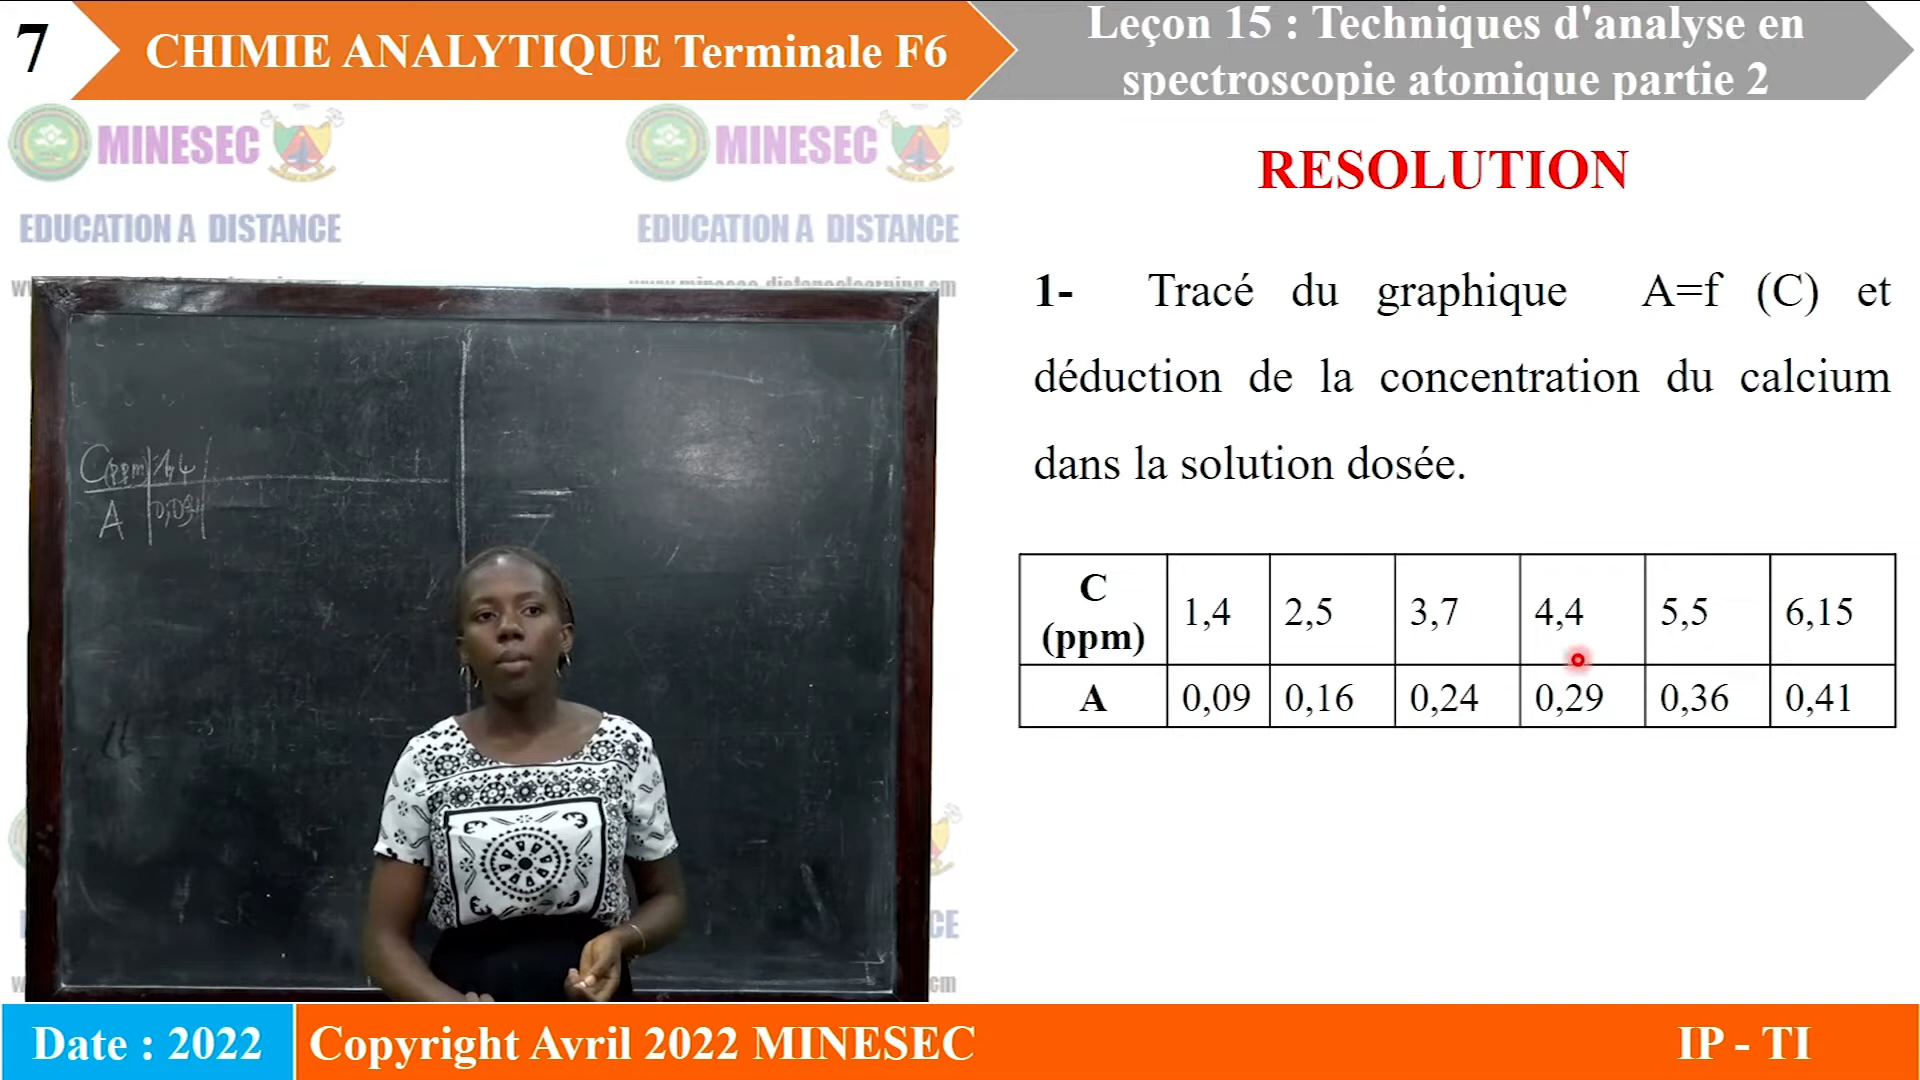 7
CHIMIE ANALYTIQUE Terminale F6
Leçon 15 : Techniques d'analyse en
spectroscopie atomique partie 2
MINESEC
MINESEC
EDUCATION A DISTANCE
EDUCATION A DISTANCE
RESOLUTION
1- Tracé du graphique A=f (C) et
déduction de la concentration du calcium
dans la solution dosée.
C(ppm) 1,4
A
C (ppm) 1,4 2,5 3,7 4,4 5,5 6,15
A 0,09 0,16 0,24 0,29 0,36 0,41
Date : 2022
Copyright Avril 2022 MINESEC
IP - TI